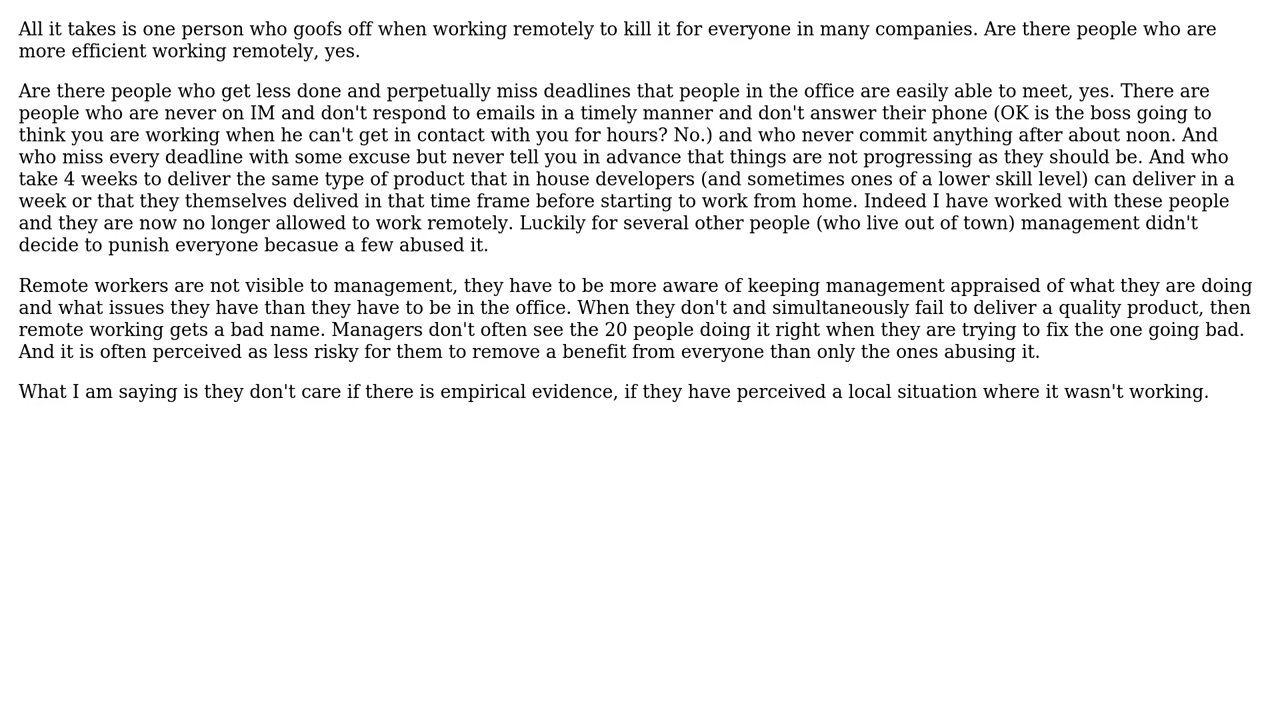 All it takes is one person who goofs off when working remotely to kill it for everyone in many companies. Are there people who are
more efficient working remotely, yes.
Are there people who get less done and perpetually miss deadlines that people in the office are easily able to meet, yes. There are
people who are never on IM and don't respond to emails in a timely manner and don't answer their phone (OK is the boss going to
think you are working when he can't get in contact with you for hours? No.) and who never commit anything after about noon. And
who miss every deadline with some excuse but never tell you in advance that things are not progressing as they should be. And who
take 4 weeks to deliver the same type of product that in house developers (and sometimes ones of a lower skill level) can deliver in a
week or that they themselves delived in that time frame before starting to work from home. Indeed I have worked with these people
and they are now no longer allowed to work remotely. Luckily for several other people (who live out of town) management didn't
decide to punish everyone becasue a few abused it.
Remote workers are not visible to management, they have to be more aware of keeping management appraised of what they are doing
and what issues they have than they have to be in the office. When they don't and simultaneously fail to deliver a quality product, then
remote working gets a bad name. Managers don't often see the 20 people doing it right when they are trying to fix the one going bad.
And it is often perceived as less risky for them to remove a benefit from everyone than only the ones abusing it.
What I am saying is they don't care if there is empirical evidence, if they have perceived a local situation where it wasn't working.